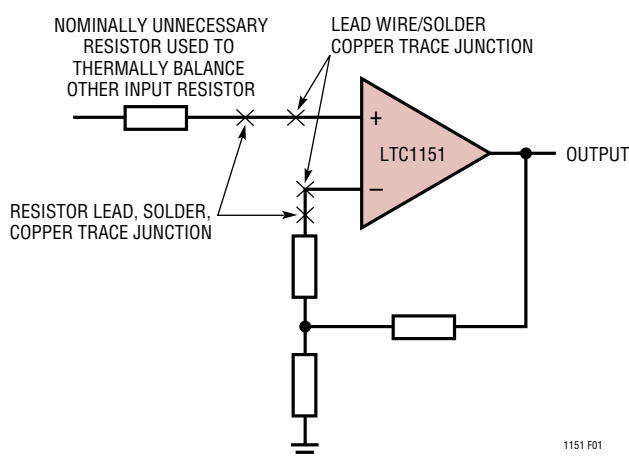 NOMINALLY UNNECESSARY
RESISTOR USED TO
THERMALLY BALANCE
OTHER INPUT RESISTOR
LEAD WIRE/SOLDER
COPPER TRACE JUNCTION
+
LTC1151
–
OUTPUT
RESISTOR LEAD, SOLDER,
COPPER TRACE JUNCTION
1151 F01